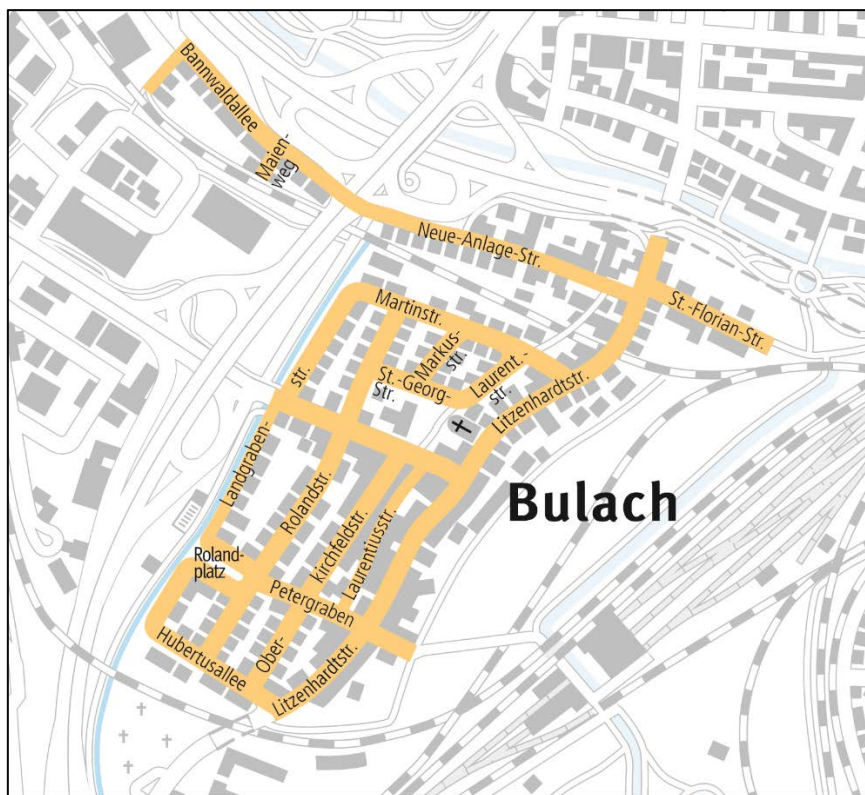 Bannwaldallee
Maien-
weg
Neue-Anlage-Str.
St.-Florian-Str.
Martinstr.
Markus-
str.
Laurent.-
str.
St.-Georg-
Str.
Litzenhardtstr.
Landgraben-
str.
Bulach
Rolandstr.
Kirchfeldstr.
Ober-
Laurentiusstr.
Roland-
platz
Petergraben
Hubertusallee
Litzenhardtstr.